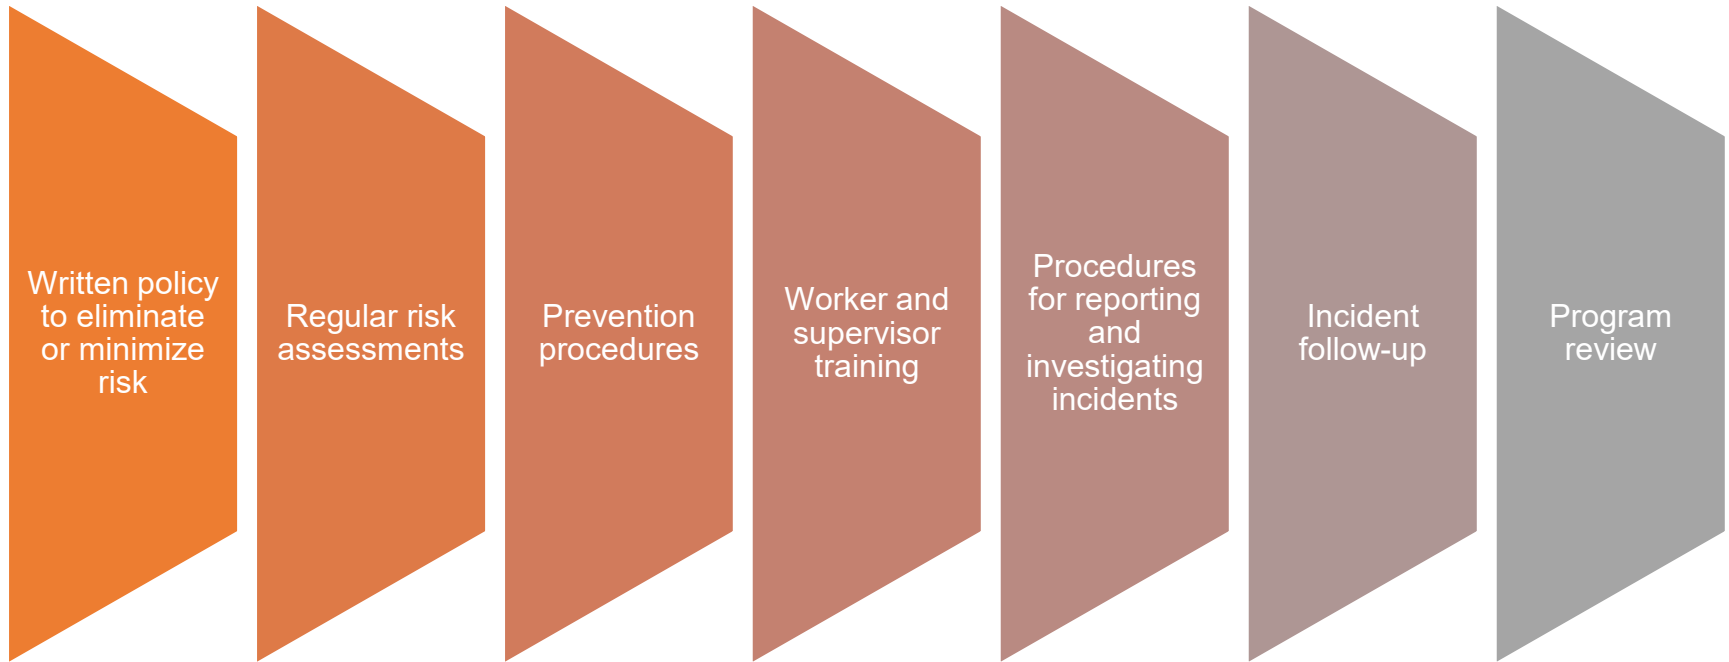 Written policy
to eliminate
or minimize
risk
Regular risk
assessments
Prevention
procedures
Worker and
supervisor
training
Procedures
for reporting
and
investigating
incidents
Incident
follow-up
Program
review